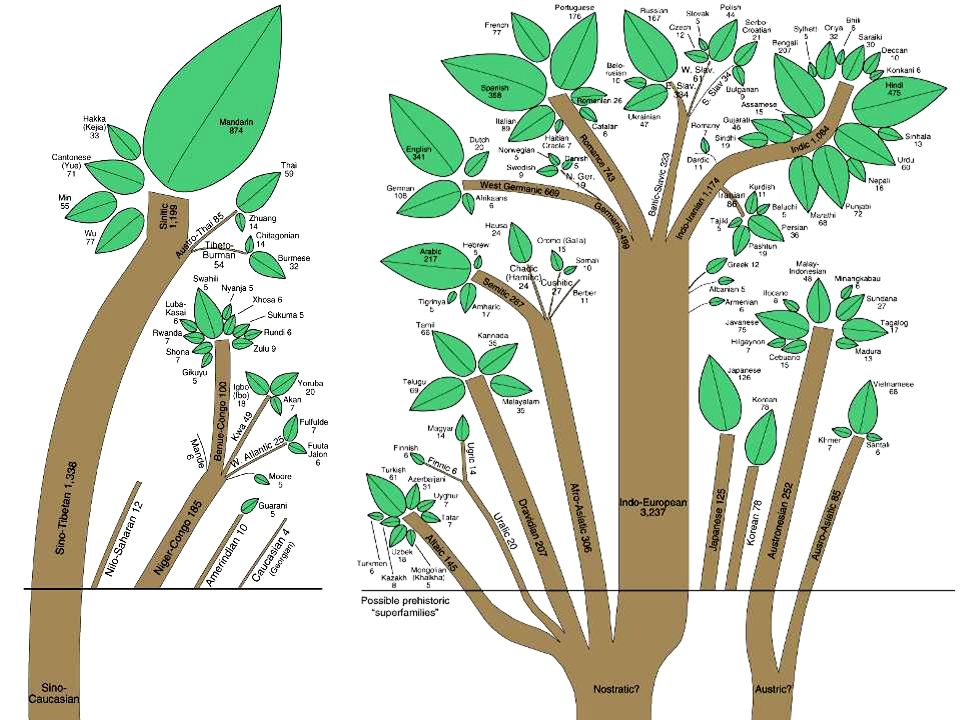 Mandarin
874
Hakka
(Kejia)
33
Cantonese
(Yue)
71
Min
55
Wu
77
Sinitic
1,199
Thai
59
Zhuang
14
Austro-Thai 85
Tibeto-
Burman
54
Chitagonian
14
Burmese
32
Swahili
5
Nyanja 5
Xhosa 6
Sukuma 5
Rundi 6
Zulu 9
Luba-
Kasai
6
Rwanda
7
Shona
7
Gikuyu
5
Benue-Congo 100
Igbo
(Ibo)
18
Yoruba
20
Akan
7
Kwa 49
Fulfulde
7
Fuuta
Jalon
6
W. Atlantic 25
Mande
6
Moore
5
Guarani
5
Sino-Tibetan 1,338
Nilo-Saharan 12
Niger-Congo 185
Amerindian 10
Caucasian 4
(Georgian)
Sino-
Caucasian
Portuguese
176
French
77
Spanish
358
Italian
89
Romanian 26
Catalan
6
Haitian
Creole 7
Romance 743
English
341
Dutch
20
German
108
Afrikaans
6
West Germanic 669
Norwegian
5
Swedish
9
Danish
5
N. Ger.
19
Germanic 499
Russian
167
Belo-
rusian
10
Ukrainian
47
E. Slav.
334
Czech
12
Slovak
5
Polish
44
W. Slav.
61
Serbo-
Croatian
21
Bulganan
9
S. Slav 34
Baltic-Slavic 223
Bengali
207
Sylhett
5
Oriya
32
Bhili
6
Saraiki
30
Deccan
10
Konkani 6
Hindi
475
Assamese
15
Gujarati
46
Sindhi
19
Romany
7
Dardic
11
Sinhala
13
Urdu
60
Nepali
16
Punjabi
72
Marathi
68
Indic 1,084
Indo-Iranian 1,174
Iranian
86
Kurdish
11
Baluchi
5
Persian
36
Tajiki
5
Pashtun
19
Greek 12
Albanian 5
Armenian
6
Arabic
217
Hebrew
5
Tigrinya
5
Amharic
17
Semitic 267
Hausa
24
Chadic
(Hamitic)
24
Oromo (Galla)
15
Somali
10
Cushitic
27
Berber
11
Tamil
66
Kannada
35
Telugu
69
Malayalam
35
Magyar
14
Finnish
6
Finnic 6
Ugric 14
Turkish
61
Azerbaijani
31
Uyghur
7
Tatar
7
Uzbek
18
Mongolian
(Khalkha)
5
Turkmen
6
Kazakh
8
Altaic 145
Uralic 20
Dravidian 207
Afro-Asiatic 306
Indo-European
3,237
Japanese
126
Korean
78
Japanese 125
Korean 78
Malay-
Indonesian
48
Minangkabau
6
Ilocano
8
Sundana
27
Javanese
75
Tagalog
17
Hilgaynon
7
Cebuano
15
Madura
13
Austronesian 252
Vietnamese
68
Khmer
7
Santali
6
Ausro-Asiatic 85
Possible prehistoric
"superfamilies"
Nostratic?
Austric?